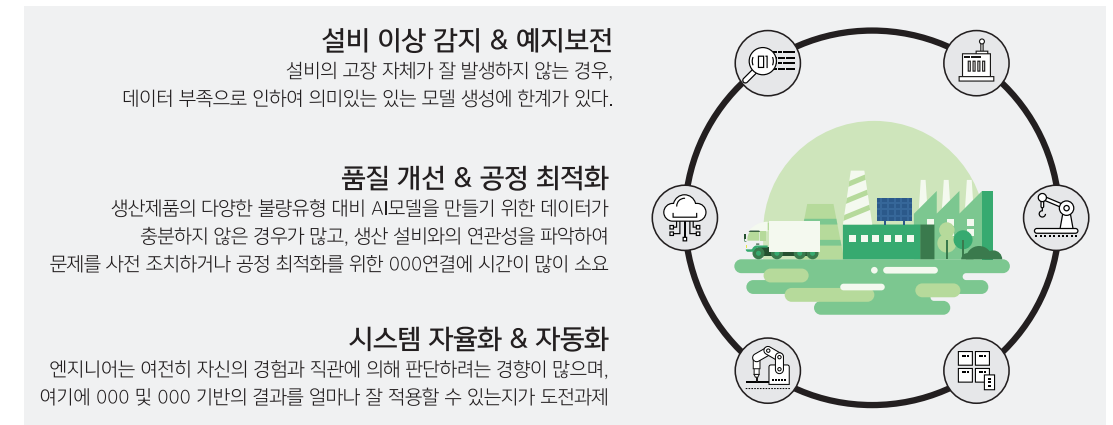 설비 이상 감지 & 예지보전
설비의 고장 자체가 잘 발생하지 않는 경우,
데이터 부족으로 인하여 의미있는 있는 모델 생성에 한계가 있다.
품질 개선 & 공정 최적화
생산제품의 다양한 불량유형 대비 AI모델을 만들기 위한 데이터가
충분하지 않은 경우가 많고, 생산 설비와의 연관성을 파악하여
문제를 사전 조치하거나 공정 최적화를 위한 000연결에 시간이 많이 소요
시스템 자율화 & 자동화
엔지니어는 여전히 자신의 경험과 직관에 의해 판단하려는 경향이 많으며,
여기에 000 및 000 기반의 결과를 얼마나 잘 적용할 수 있는지가 도전과제
01